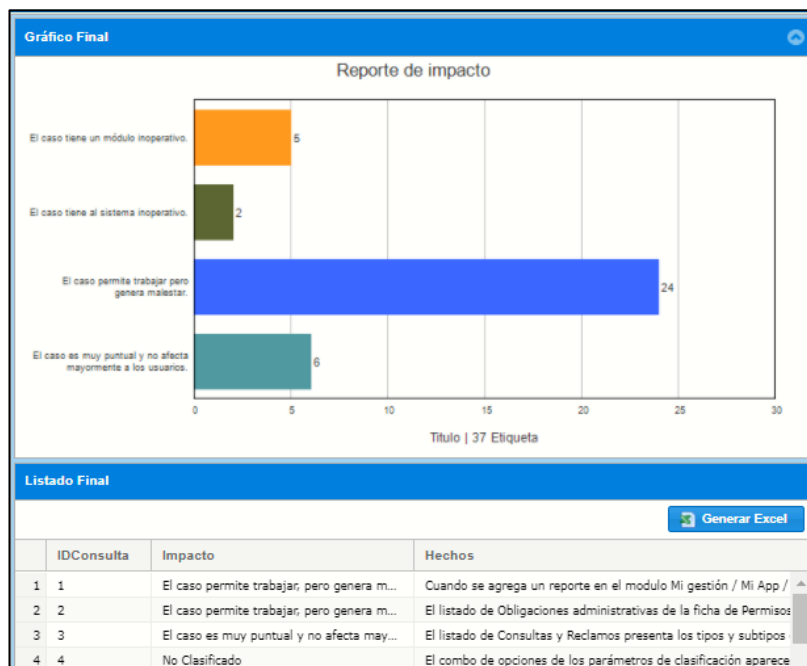 Gráfico Final
Reporte de impacto
El caso tiene un módulo inoperativo.
5
El caso tiene al sistema inoperativo.
2
El caso permite trabajar pero
genera malestar.
24
El caso es muy puntual y no afecta
mayormente a los usuarios.
6
0 5 10 15 20 25 30
Titulo | 37 Etiqueta
Listado Final
Generar Excel
IDConsulta Impacto Hechos
1 1 El caso permite trabajar, pero genera m... Cuando se agrega un reporte en el modulo Mi gestión / Mi App /
2 2 El caso permite trabajar, pero genera m... El listado de Obligaciones administrativas de la ficha de Permisos
3 3 El caso es muy puntual y no afecta may... El listado de Consultas y Reclamos presenta los tipos y subtipos
4 4 No Clasificado El combo de opciones de los parámetros de clasificación aparece